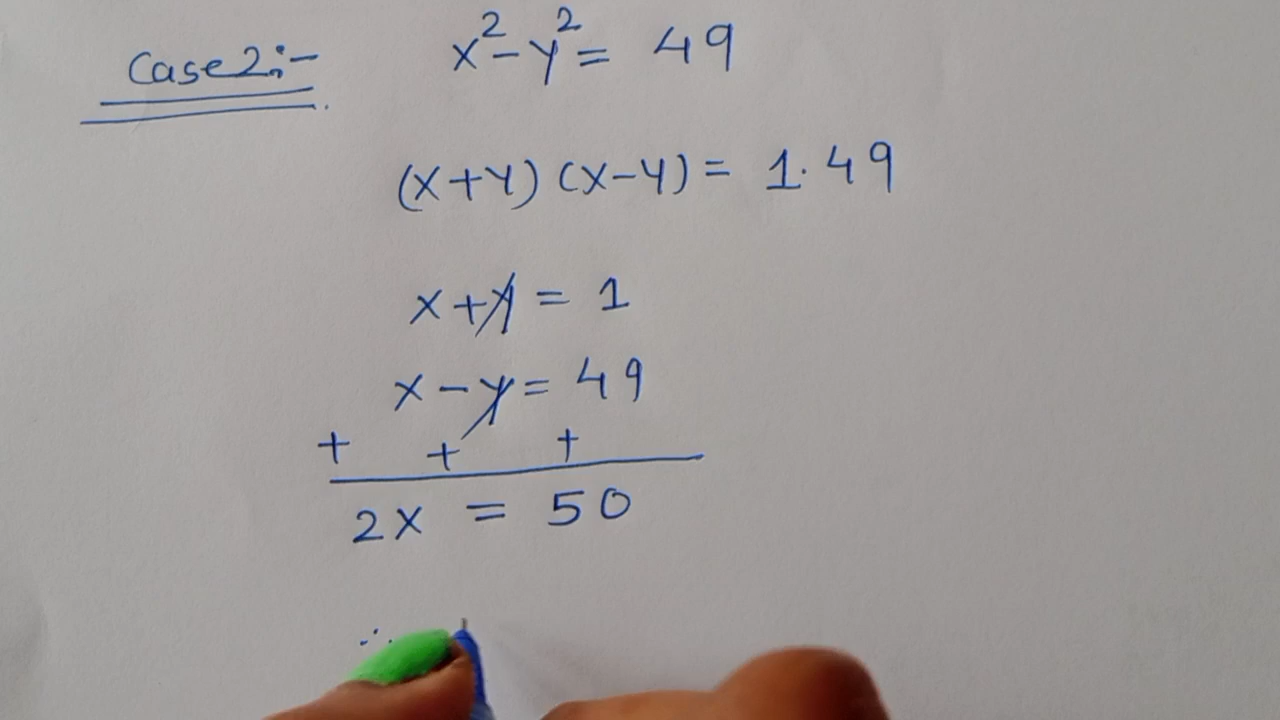 Case2:-
x²-y²= 49
(x+y) (x-y)= 1.49
x+y = 1
x-y= 49
+ + +
2x = 50
∴